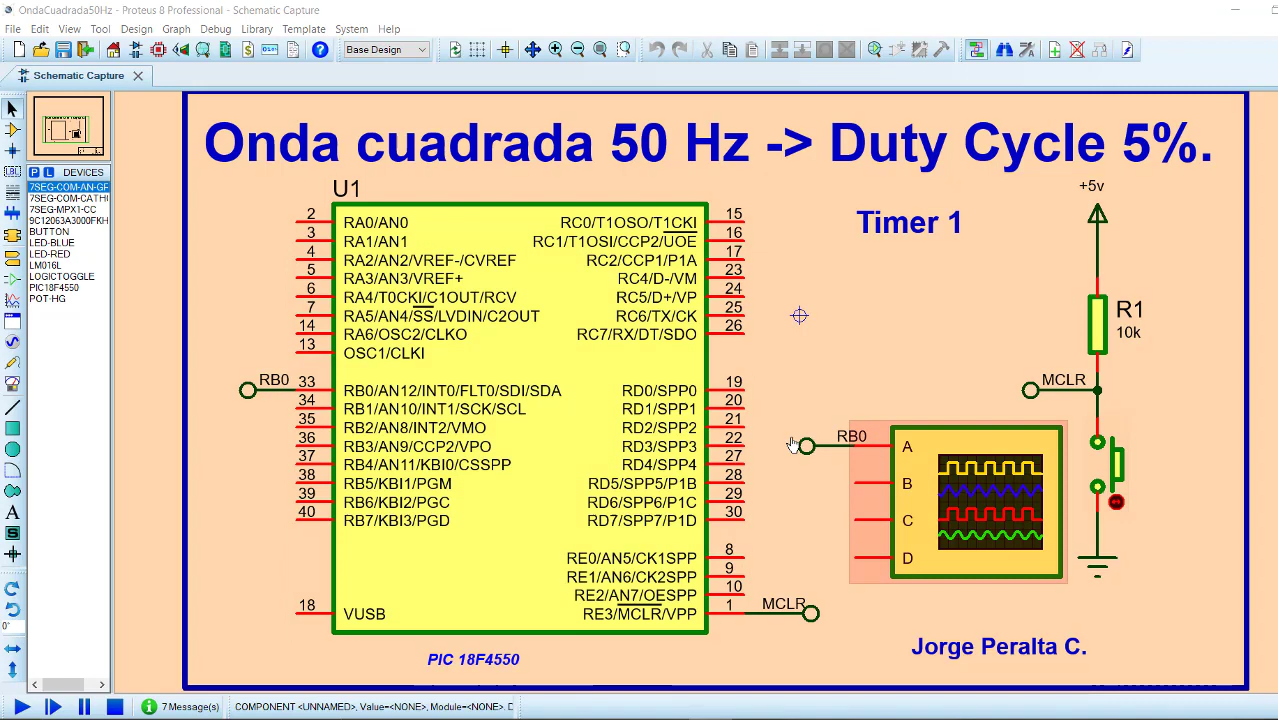 OndaCuadrada50Hz - Proteus 8 Professional - Schematic Capture
File Edit View Tool Design Graph Debug Library Template System Help
Base Design
Schematic Capture
P L DEVICES
7SEG-COM-AN-GF
7SEG-COM-CATH
7SEG-MPX1-CC
9C12063A3000FKH
BUTTON
LED-BLUE
LED-RED
LM016L
LOGICTOGGLE
PIC18F4550
POT-HG
0°
Onda cuadrada 50 Hz -> Duty Cycle 5%.
Timer 1
U1
2 RA0/AN0
3 RA1/AN1
4 RA2/AN2/VREF-/CVREF
5 RA3/AN3/VREF+
6 RA4/T0CKI/C1OUT/RCV
7 RA5/AN4/SS/LVDIN/C2OUT
14 RA6/OSC2/CLKO
13 OSC1/CLKI
RB0 33 RB0/AN12/INT0/FLT0/SDI/SDA
34 RB1/AN10/INT1/SCK/SCL
35 RB2/AN8/INT2/VMO
36 RB3/AN9/CCP2/VPO
37 RB4/AN11/KBI0/CSSPP
38 RB5/KBI1/PGM
39 RB6/KBI2/PGC
40 RB7/KBI3/PGD
18 VUSB
RC0/T1OSO/T1CKI 15
RC1/T1OSI/CCP2/UOE 16
RC2/CCP1/P1A 17
RC4/D-/VM 23
RC5/D+/VP 24
RC6/TX/CK 25
RC7/RX/DT/SDO 26
RD0/SPP0 19
RD1/SPP1 20
RD2/SPP2 21
RD3/SPP3 22
RD4/SPP4 27
RD5/SPP5/P1B 28
RD6/SPP6/P1C 29
RD7/SPP7/P1D 30
RE0/AN5/CK1SPP 8
RE1/AN6/CK2SPP 9
RE2/AN7/OESPP 10
RE3/MCLR/VPP 1 MCLR
PIC 18F4550
+5v
R1
10k
MCLR
RB0 A
B
C
D
Jorge Peralta C.
7 Message(s)
COMPONENT <UNNAMED>, Value=<NONE>, Module=<NONE>, D